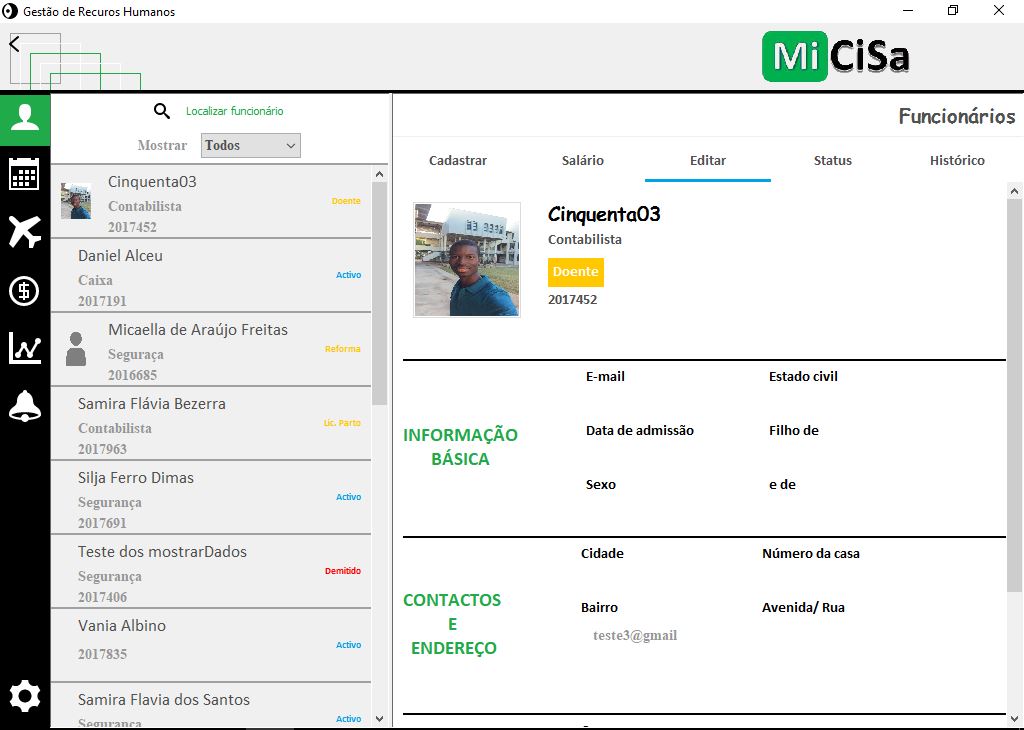 Gestão de Recuros Humanos
MiCiSa
Localizar funcionário
Mostrar Todos
Cinquenta03
Contabilista
Doente
2017452
Daniel Alceu
Caixa
Activo
2017191
Micaella de Araújo Freitas
Seguraça
Reforma
2016685
Samira Flávia Bezerra
Contabilista
Lic. Parto
2017963
Silja Ferro Dimas
Segurança
Activo
2017691
Teste dos mostrarDados
Segurança
Demitido
2017406
Vania Albino
Activo
2017835
Samira Flavia dos Santos
Segurança
Activo
Funcionários
Cadastrar Salário Editar Status Histórico
Cinquenta03
Contabilista
Doente
2017452
INFORMAÇÃO
BÁSICA
E-mail Estado civil
Data de admissão Filho de
Sexo e de
CONTACTOS
E
ENDEREÇO
Cidade Número da casa
Bairro Avenida/ Rua
teste3@gmail